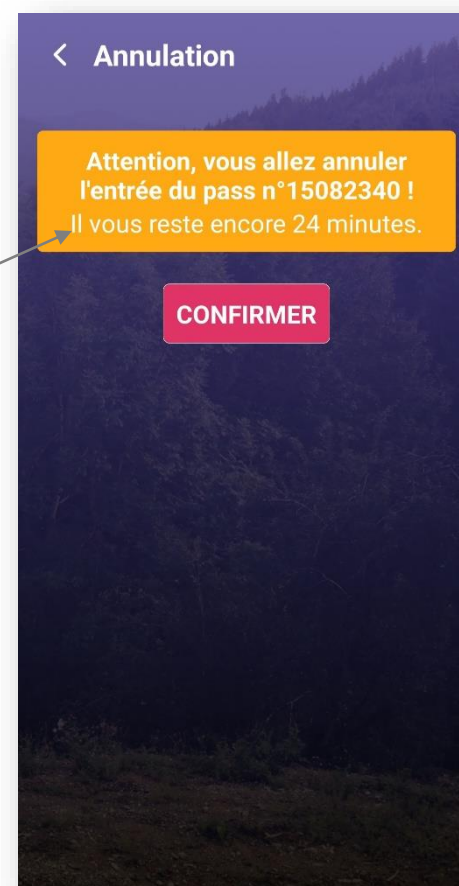 Annulation
Attention, vous allez annuler
l'entrée du pass n°15082340 !
Il vous reste encore 24 minutes.
CONFIRMER